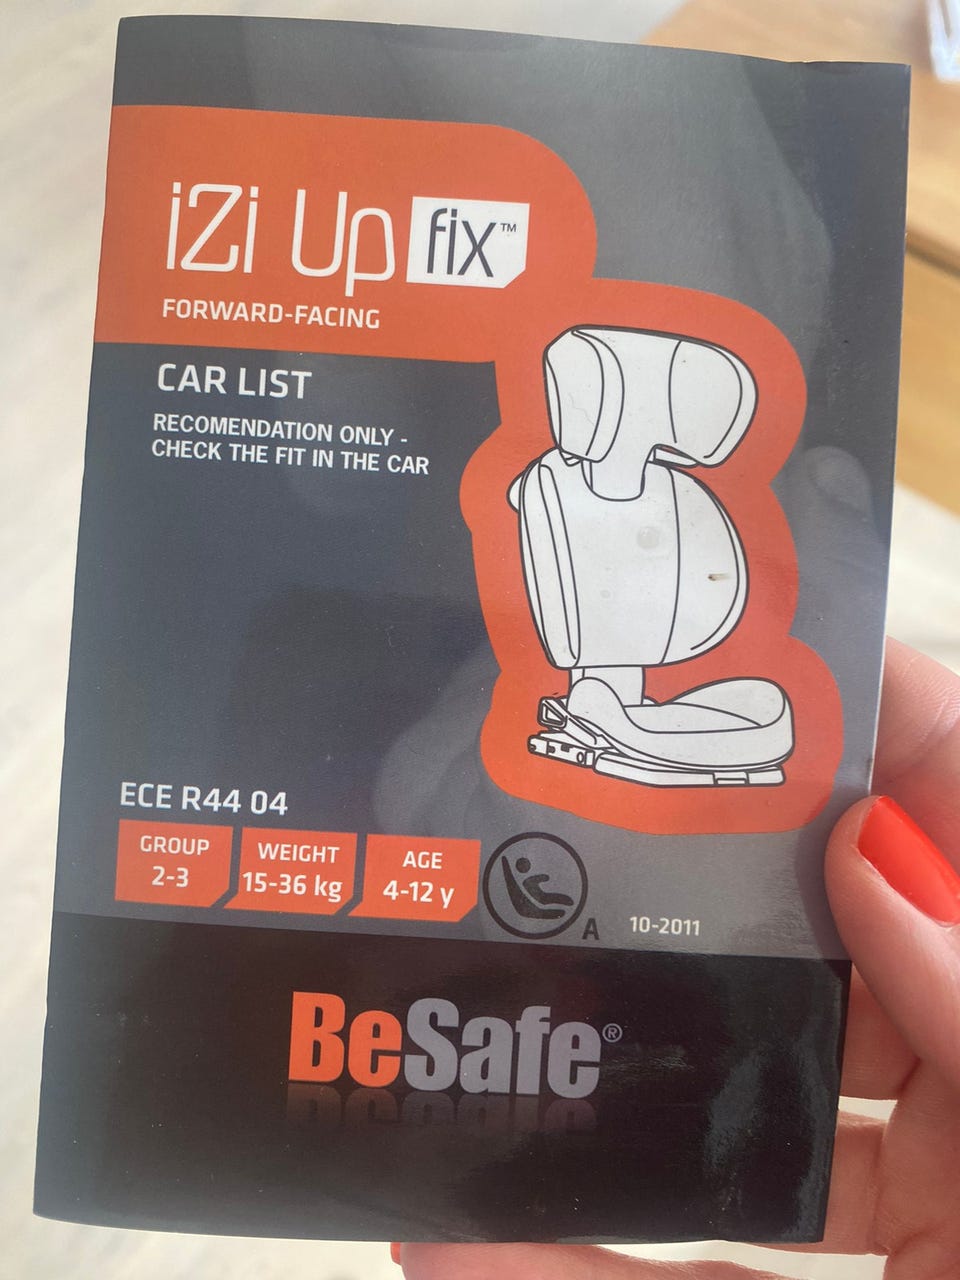 iZi Up fix™
FORWARD-FACING
CAR LIST
RECOMENDATION ONLY -
CHECK THE FIT IN THE CAR
ECE R44 04
GROUP
2-3
WEIGHT
15-36 kg
AGE
4-12 y
A
10-2011
BeSafe®